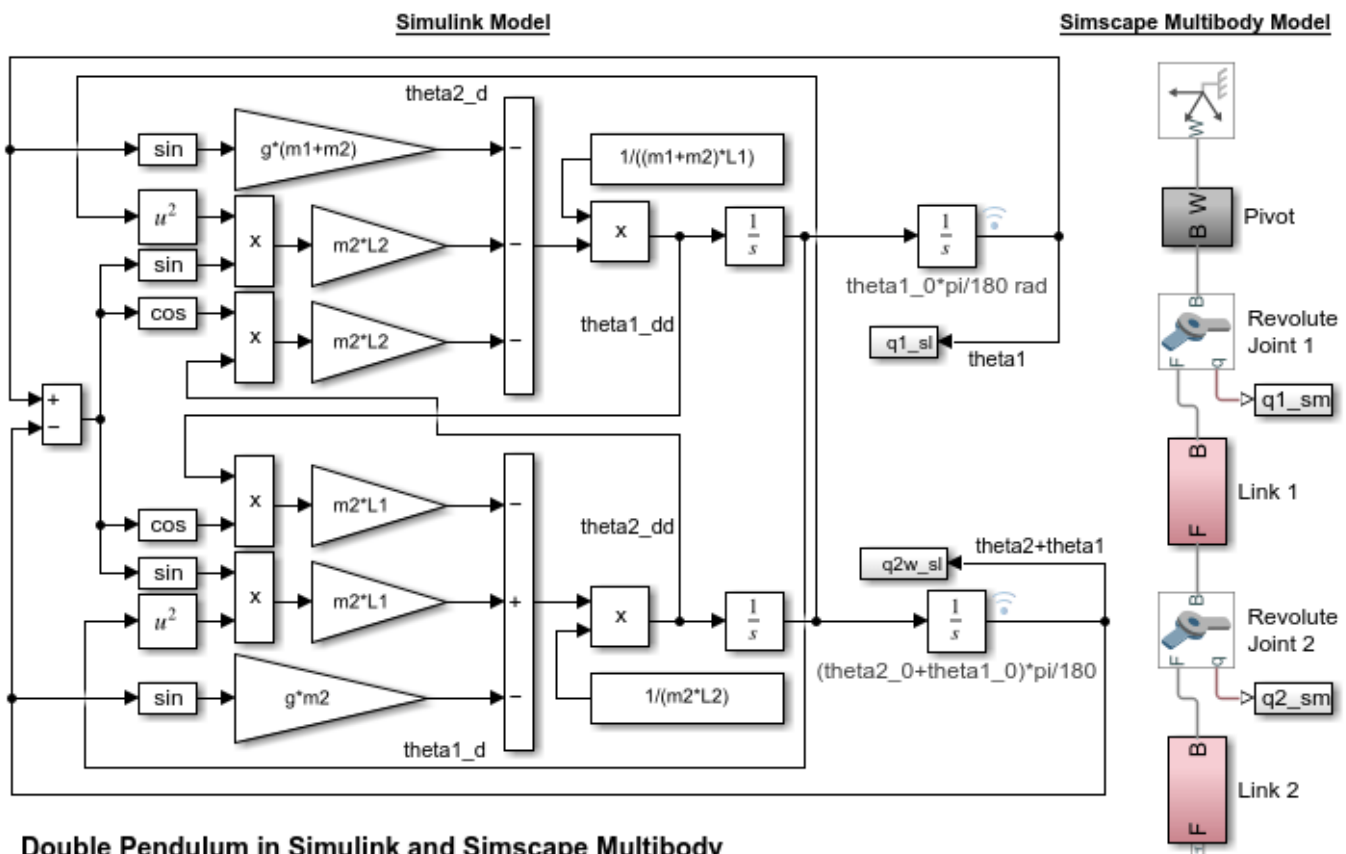 Simulink Model
Simscape Multibody Model
theta2_d
sin
g*(m1+m2)
−
1/((m1+m2)*L1)
W
u²
x
m2*L2
−
x
1
s
1
s
W
B
Pivot
sin
cos
x
m2*L2
−
theta1_dd
theta1_0*pi/180 rad
q1_sl
theta1
B
F
q
Revolute
Joint 1
q1_sm
+
−
x
m2*L1
−
cos
theta2_dd
B
F
Link 1
sin
x
m2*L1
+
u²
x
1
s
theta2+theta1
q2w_sl
1
s
(theta2_0+theta1_0)*pi/180
B
F
q
Revolute
Joint 2
q2_sm
sin
g*m2
−
1/(m2*L2)
theta1_d
B
F
Link 2
Double Pendulum in Simulink and Simscape Multibody